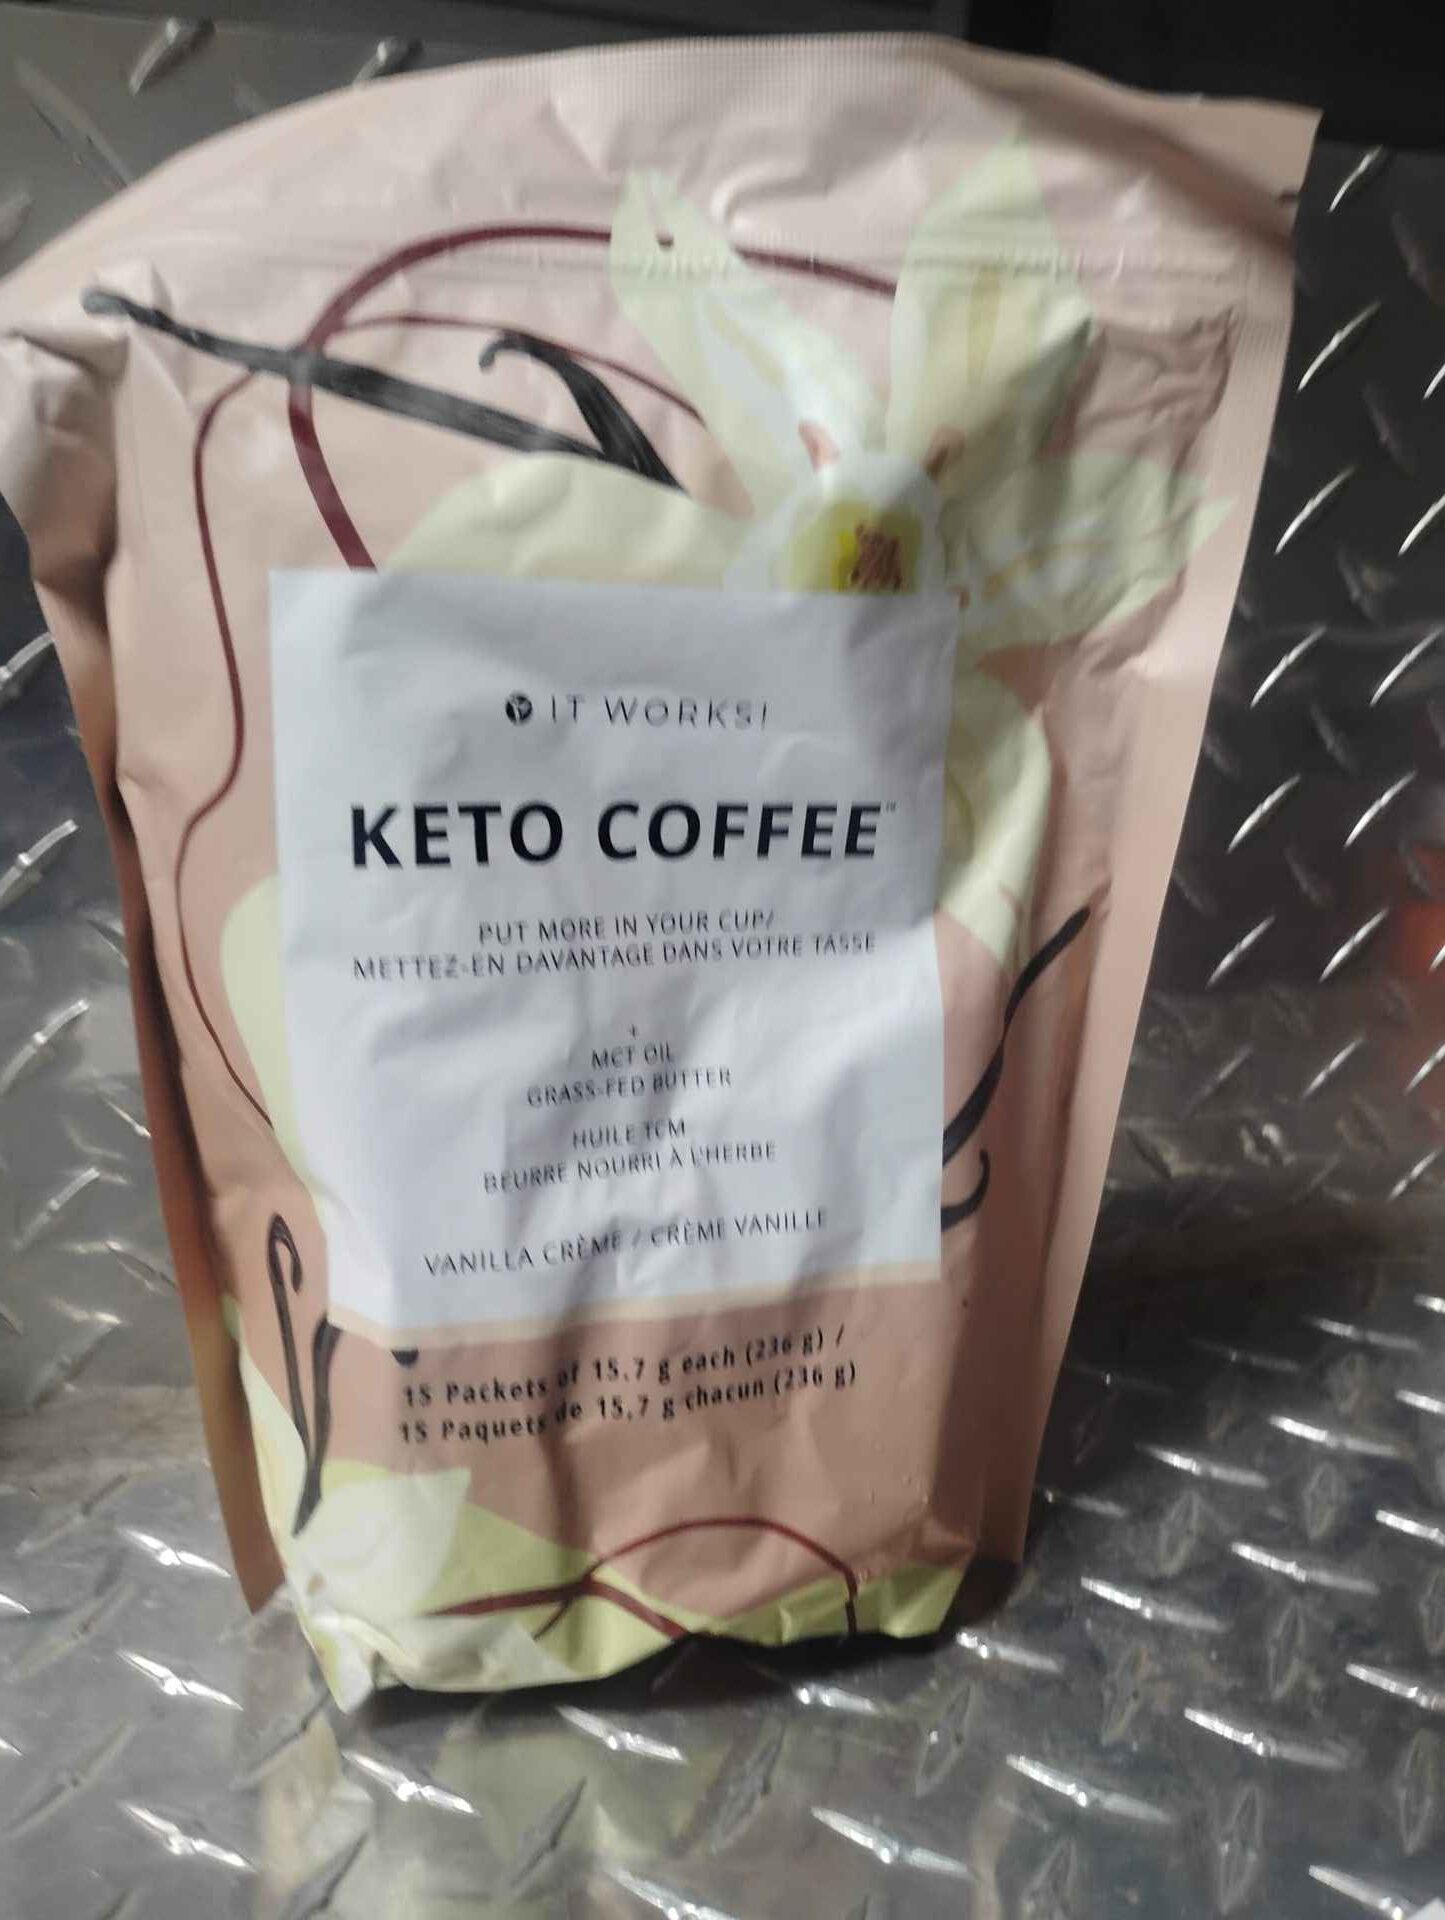 IT WORKS!
KETO COFFEE™
PUT MORE IN YOUR CUP/
METTEZ-EN DAVANTAGE DANS VOTRE TASSE
+
MCT OIL
GRASS-FED BUTTER
HUILE TCM
BEURRE NOURRI À L'HERBE
VANILLA CRÈME / CRÈME VANILLE
15 Packets of 15.7 g each (236 g) /
15 Paquets de 15,7 g chacun (236 g)